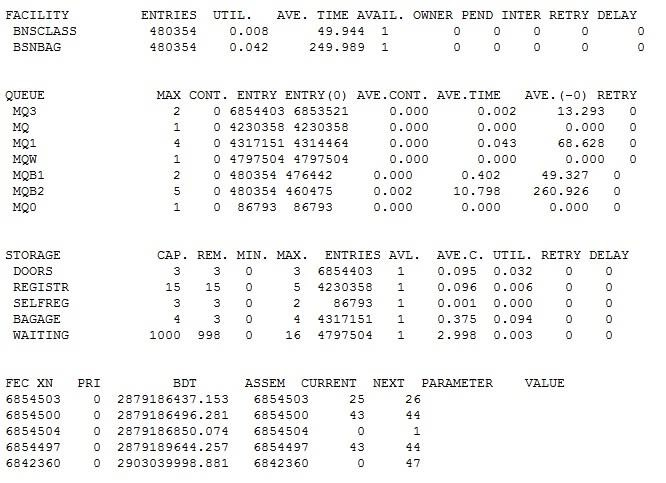 FACILITY ENTRIES UTIL. AVE. TIME AVAIL. OWNER PEND INTER RETRY DELAY
BNSCLASS 480354 0.008 49.944 1 0 0 0 0 0
BSNBAG 480354 0.042 249.989 1 0 0 0 0 0
QUEUE MAX CONT. ENTRY ENTRY(0) AVE.CONT. AVE.TIME AVE.(-0) RETRY
MQ3 2 0 6854403 6853521 0.000 0.002 13.293 0
MQ 1 0 4230358 4230358 0.000 0.000 0.000 0
MQ1 4 0 4317151 4314464 0.000 0.043 68.628 0
MQW 1 0 4797504 4797504 0.000 0.000 0.000 0
MQB1 2 0 480354 476442 0.000 0.402 49.327 0
MQB2 5 0 480354 460475 0.002 10.798 260.926 0
MQ0 1 0 86793 86793 0.000 0.000 0.000 0
STORAGE CAP. REM. MIN. MAX. ENTRIES AVL. AVE.C. UTIL. RETRY DELAY
DOORS 3 3 0 3 6854403 1 0.095 0.032 0 0
REGISTR 15 15 0 5 4230358 1 0.096 0.006 0 0
SELFREG 3 3 0 2 86793 1 0.001 0.000 0 0
BAGAGE 4 3 0 4 4317151 1 0.375 0.094 0 0
WAITING 1000 998 0 16 4797504 1 2.998 0.003 0 0
FEC XN PRI BDT ASSEM CURRENT NEXT PARAMETER VALUE
6854503 0 2879186437.153 6854503 25 26
6854500 0 2879186496.281 6854500 43 44
6854504 0 2879186850.074 6854504 0 1
6854497 0 2879189644.257 6854497 43 44
6842360 0 2903039998.881 6842360 0 47